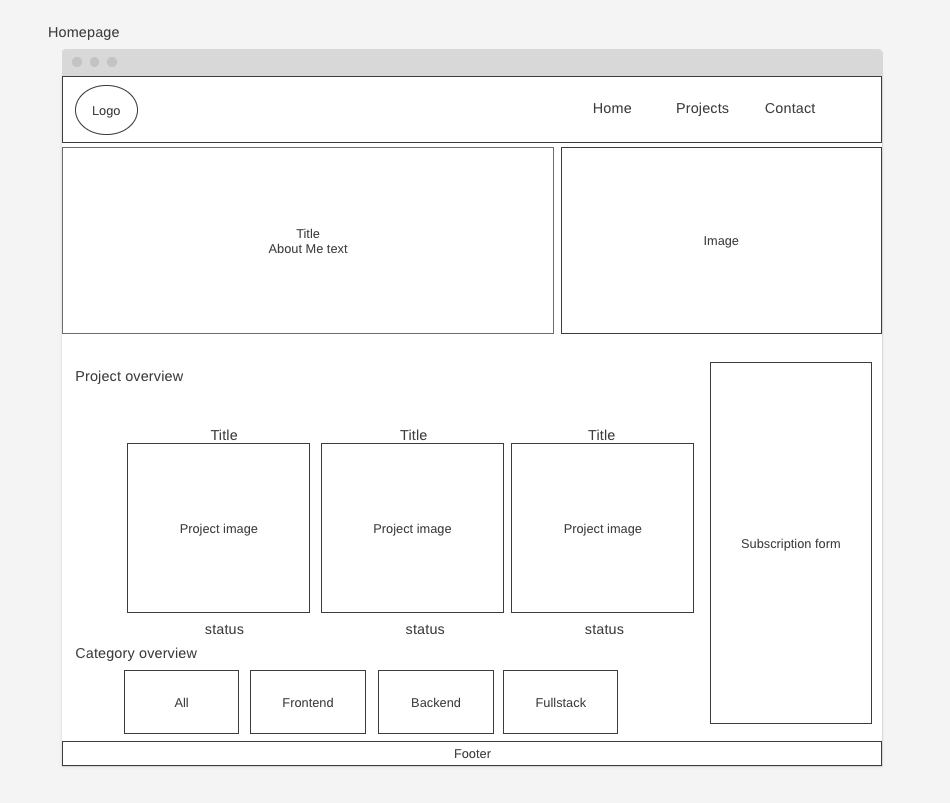 Homepage
Logo
Home
Projects
Contact
Title
About Me text
Image
Project overview
Title
Title
Title
Project image
Project image
Project image
Subscription form
status
status
status
Category overview
All
Frontend
Backend
Fullstack
Footer